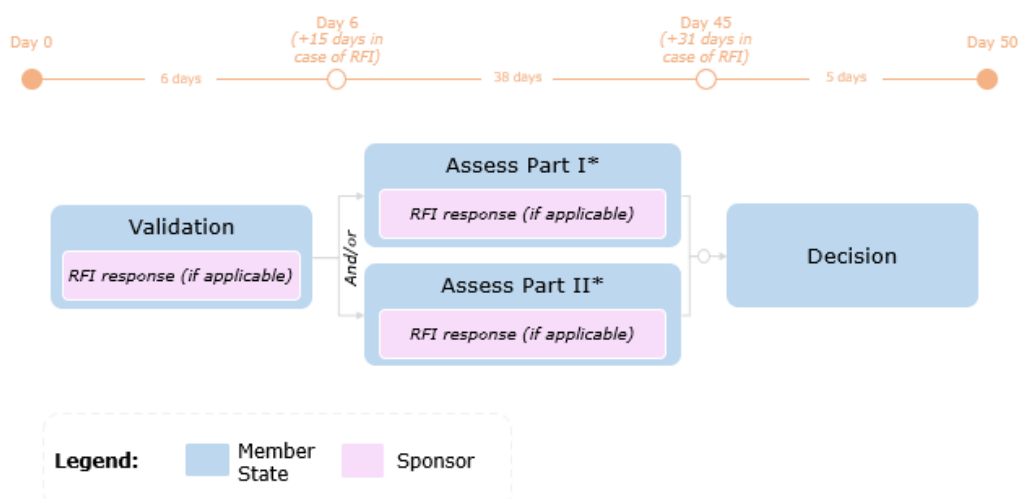 Day 0
Day 6
(+15 days in
case of RFI)
Day 45
(+31 days in
case of RFI)
Day 50
6 days
38 days
5 days
Validation
RFI response (if applicable)
And/or
Assess Part I*
RFI response (if applicable)
Assess Part II*
RFI response (if applicable)
Decision
Legend:
Member
State
Sponsor